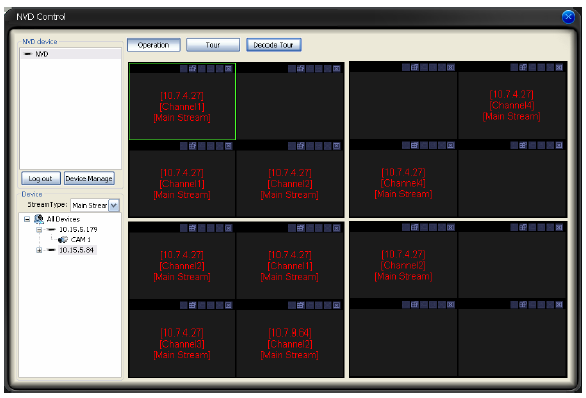 NVD Control
NVD device
NVD
Log out
Device Manage
Device
StreamType:
Main Strear
All Devices
10.15.5.179
CAM 1
10.15.5.84
Operation
Tour
Decode Tour
[10.7.4.27]
[Channel1]
[Main Stream]
[10.7.4.27]
[Channel4]
[Main Stream]
[10.7.4.27]
[Channel1]
[Main Stream]
[10.7.4.27]
[Channel2]
[Main Stream]
[10.7.4.27]
[Channel4]
[Main Stream]
[10.7.4.27]
[Channel2]
[Main Stream]
[10.7.4.27]
[Channel1]
[Main Stream]
[10.7.4.27]
[Channel2]
[Main Stream]
[10.7.4.27]
[Channel3]
[Main Stream]
[10.7.9.64]
[Channel2]
[Main Stream]